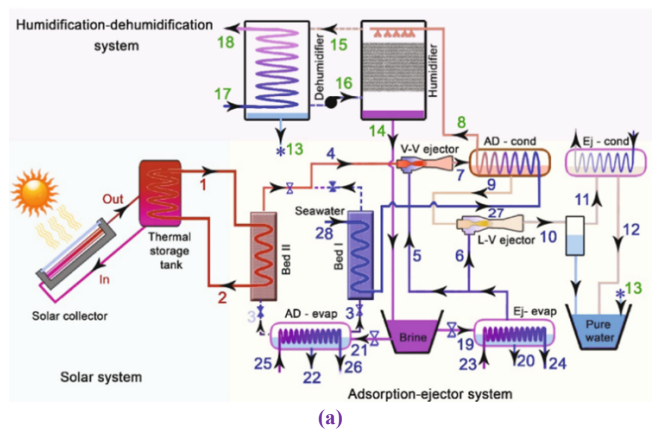 Humidification-dehumidification
system
18
15
17
16
Dehumidifier
Humidifier
*13
14
8
V-V ejector
AD - cond
Ej - cond
4
7
9
11
Out
1
Seawater
28
27
L-V ejector
10
12
Thermal
storage
tank
Bed II
Bed I
5
6
In
2
Solar collector
3
3
AD - evap
Ej- evap
*13
Pure
water
21
Brine
19
25
22
26
23
20
24
Solar system
Adsorption-ejector system
(a)